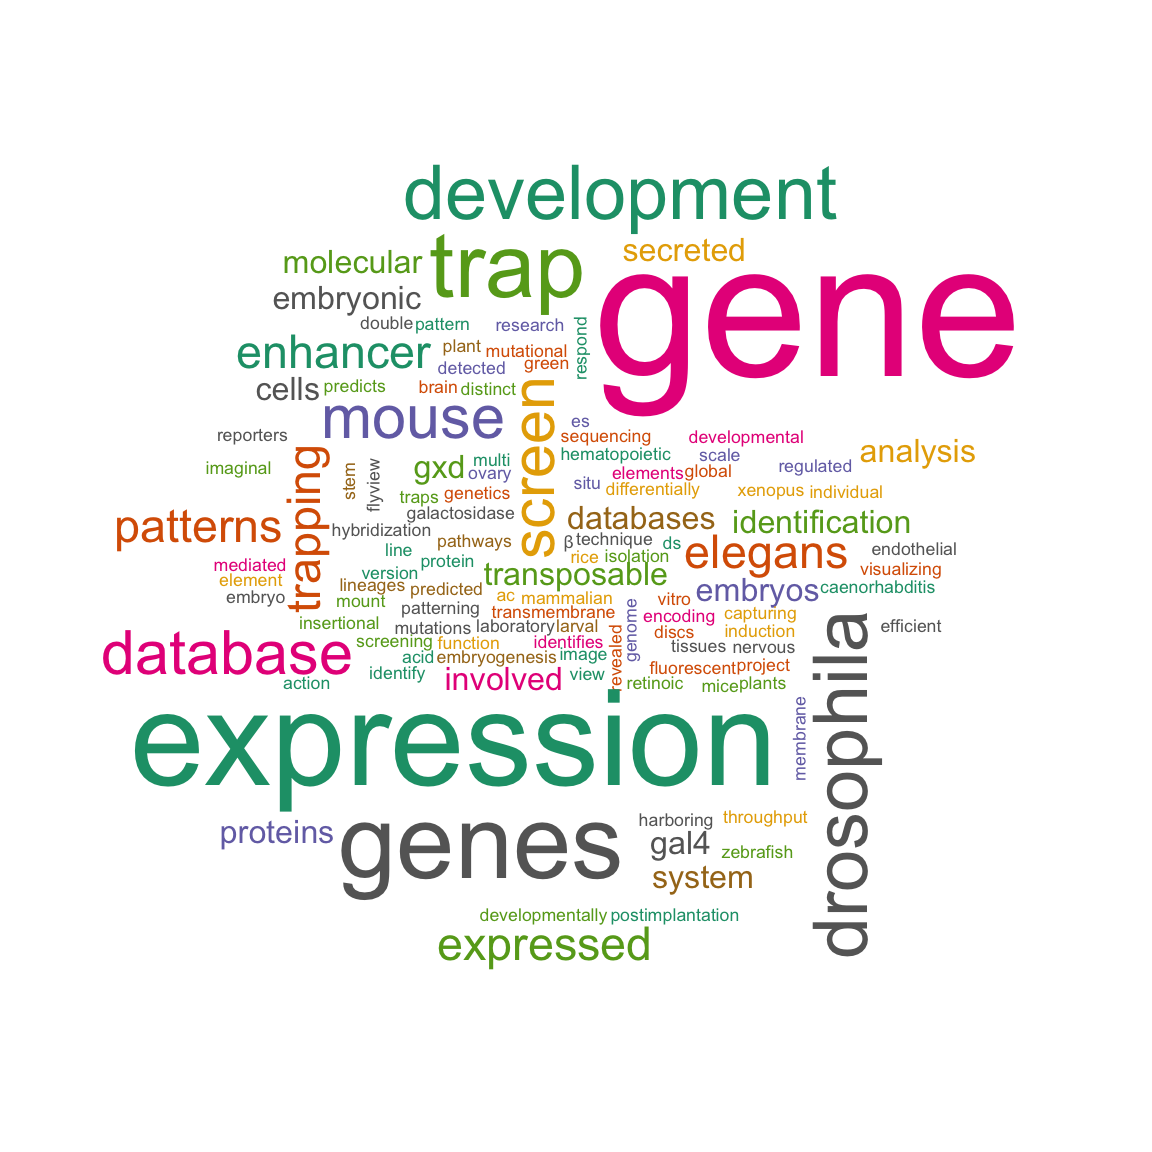 development
secreted
trap
molecular
gene
embryonic
double
pattern
research
respond
enhancer
plant
mutational
green
detected
cells
predicts
brain
distinct
screen
mouse
es
reporters
sequencing
developmental
analysis
hematopoietic
scale
regulated
imaginal
trapping
stem
flyview
gxd
multi
ovary
elements
global
situ
differentially
xenopus
individual
traps
genetics
galactosidase
databases
identification
patterns
hybridization
pathways
β
technique
ds
elegans
endothelial
line
protein
rice
isolation
visualizing
mediated
element
version
transposable
embryos
caenorhabditis
embryo
lineages
predicted
ac
mammalian
vitro
genome
mount
patterning
transmembrane
encoding
capturing
insertional
mutations
laboratory
larval
revealed
discs
induction
efficient
drosophila
database
screening
function
identifies
tissues
nervous
acid
embryogenesis
image
fluorescent
project
action
identify
involved
view
retinoic
mice
plants
expression
membrane
proteins
genes
harboring
throughput
gal4
zebrafish
system
developmentally
postimplantation
expressed